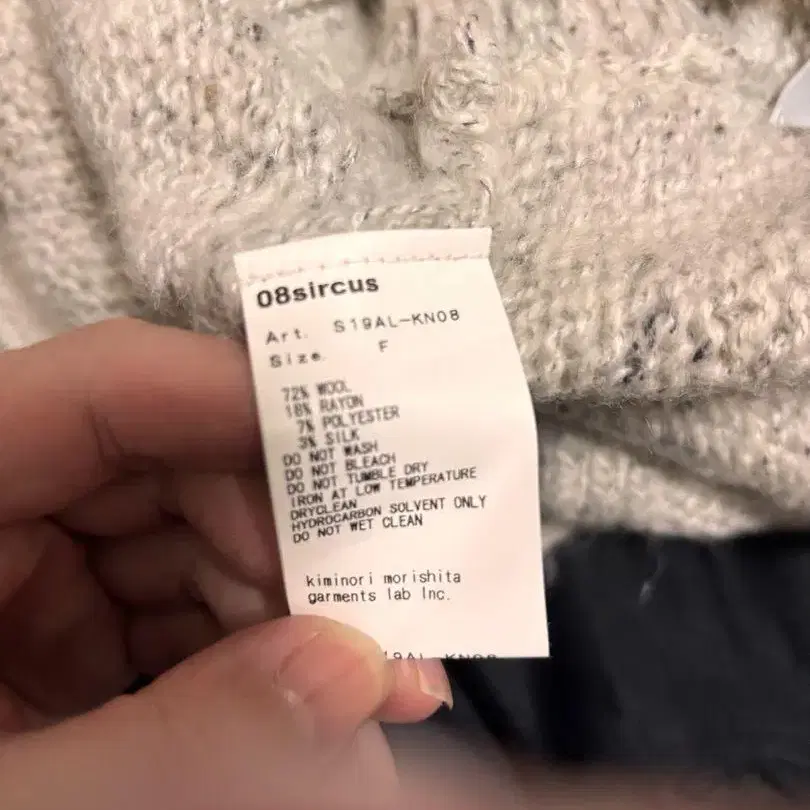 08sircus
Art. S19AL-KN08
Size. F
72% WOOL
18% RAYON
7% POLYESTER
3% SILK
DO NOT WASH
DO NOT BLEACH
DO NOT TUMBLE DRY
IRON AT LOW TEMPERATURE
DRYCLEAN
HYDROCARBON SOLVENT ONLY
DO NOT WET CLEAN
kiminori morishita
garments lab Inc.
19AL-KN08